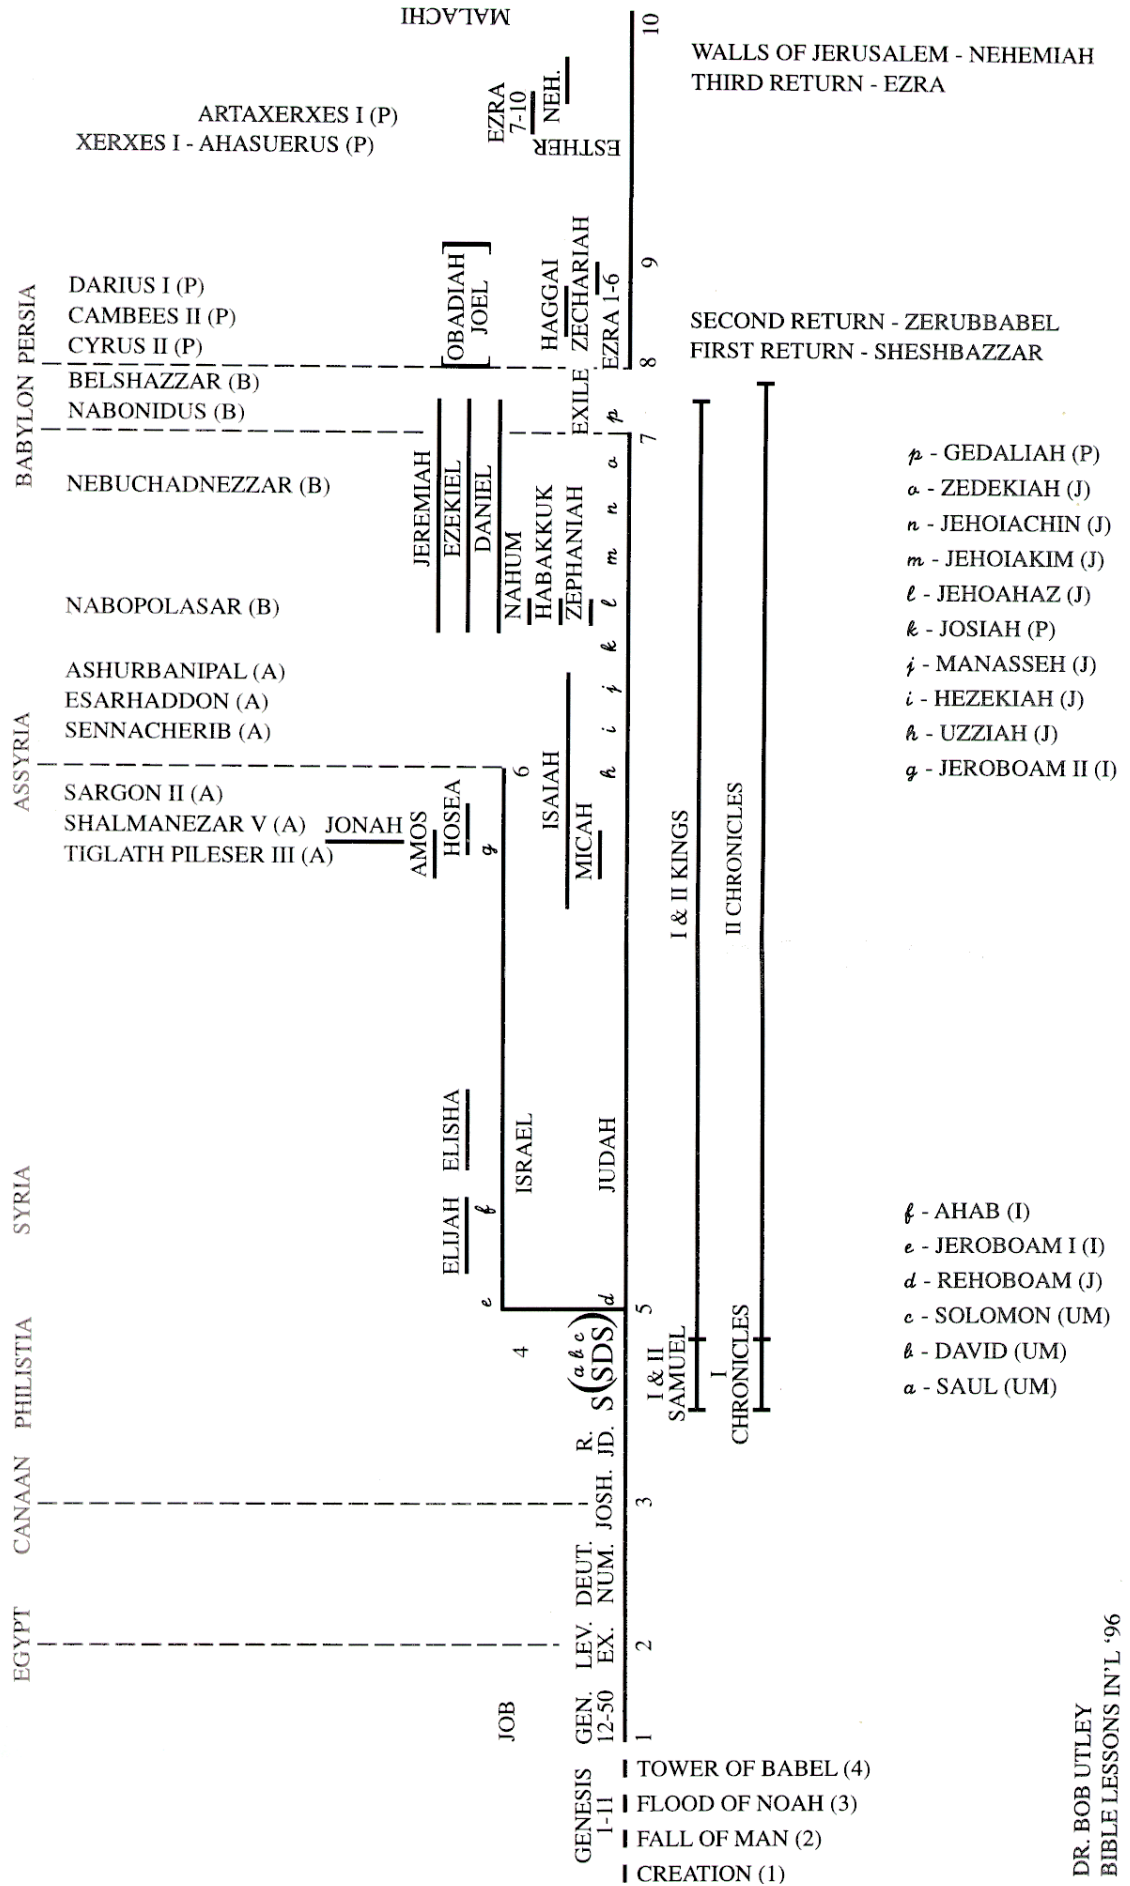 MALACHI
10
WALLS OF JERUSALEM - NEHEMIAH
THIRD RETURN - EZRA
ARTAXERXES I (P)
XERXES I - AHASUERUS (P)
EZRA
7-10
NEH.
ESTHER
BABYLON PERSIA
DARIUS I (P)
CAMBEES II (P)
CYRUS II (P)
OBADIAH
JOEL
HAGGAI
ZECHARIAH
EZRA 1-6
9
SECOND RETURN - ZERUBBABEL
FIRST RETURN - SHESHBAZZAR
8
BELSHAZZAR (B)
NABONIDUS (B)
EXILE
p
7
NEBUCHADNEZZAR (B)
JEREMIAH
EZEKIEL
DANIEL
NAHUM
HABAKKUK
ZEPHANIAH
o
n
m
l
k
j
i
h
NABOPOLASAR (B)
p - GEDALIAH (P)
o - ZEDEKIAH (J)
n - JEHOIACHIN (J)
m - JEHOIAKIM (J)
l - JEHOAHAZ (J)
k - JOSIAH (P)
j - MANASSEH (J)
i - HEZEKIAH (J)
h - UZZIAH (J)
g - JEROBOAM II (I)
ASSYRIA
ASHURBANIPAL (A)
ESARHADDON (A)
SENNACHERIB (A)
6
SARGON II (A)
SHALMANEZAR V (A)
TIGLATH PILESER III (A)
JONAH
AMOS
HOSEA
g
ISAIAH
MICAH
I & II KINGS
II CHRONICLES
SYRIA
ELIJAH
ELISHA
f
e
ISRAEL
JUDAH
d
5
f - AHAB (I)
e - JEROBOAM I (I)
d - REHOBOAM (J)
c - SOLOMON (UM)
b - DAVID (UM)
a - SAUL (UM)
PHILISTIA
4
a b c
S(SDS)
I & II
SAMUEL
I
CHRONICLES
CANAAN
R.
JD.
JOSH.
3
DEUT.
NUM.
EGYPT
LEV.
EX.
2
JOB
GEN.
12-50
1
GENESIS
1-11
TOWER OF BABEL (4)
FLOOD OF NOAH (3)
FALL OF MAN (2)
CREATION (1)
DR. BOB UTLEY
BIBLE LESSONS IN'L '96